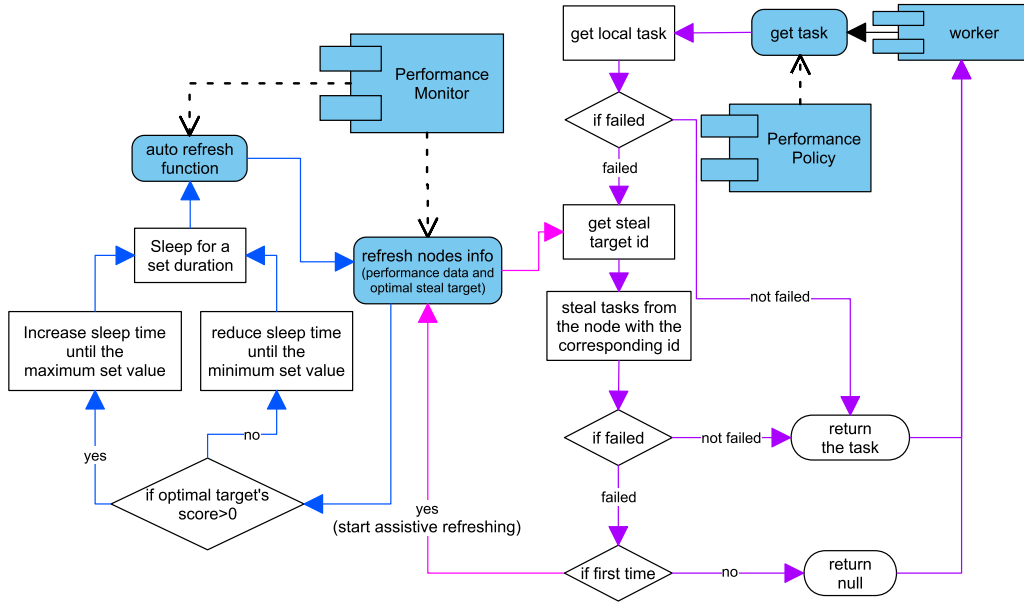 get local task
get task
worker
Performance
Monitor
if failed
Performance
Policy
auto refresh
function
failed
get steal
target id
Sleep for a
set duration
refresh nodes info
(performance data and
optimal steal target)
not failed
steal tasks from
the node with the
corresponding id
Increase sleep time
until the
maximum set value
reduce sleep time
until the
minimum set value
if failed
not failed
return
the task
no
yes
if optimal target's
score>0
failed
yes
(start assistive refreshing)
if first time
no
return
null